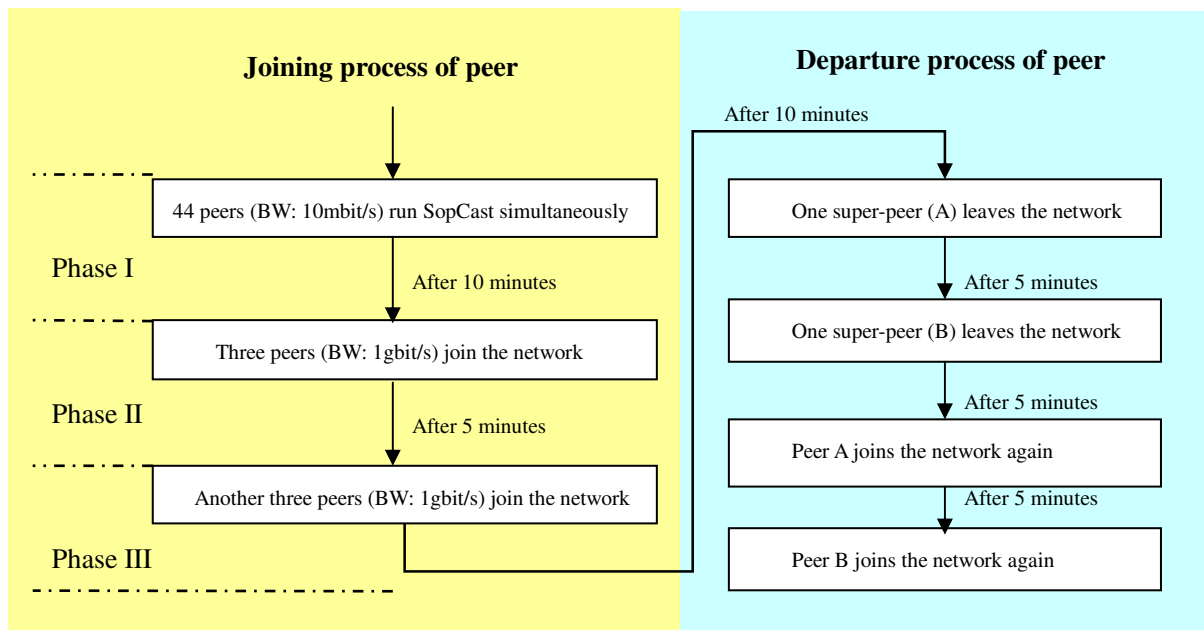 Joining process of peer
Phase I
44 peers (BW: 10mbit/s) run SopCast simultaneously
After 10 minutes
Phase II
Three peers (BW: 1gbit/s) join the network
After 5 minutes
Phase III
Another three peers (BW: 1gbit/s) join the network
Departure process of peer
After 10 minutes
One super-peer (A) leaves the network
After 5 minutes
One super-peer (B) leaves the network
After 5 minutes
Peer A joins the network again
After 5 minutes
Peer B joins the network again